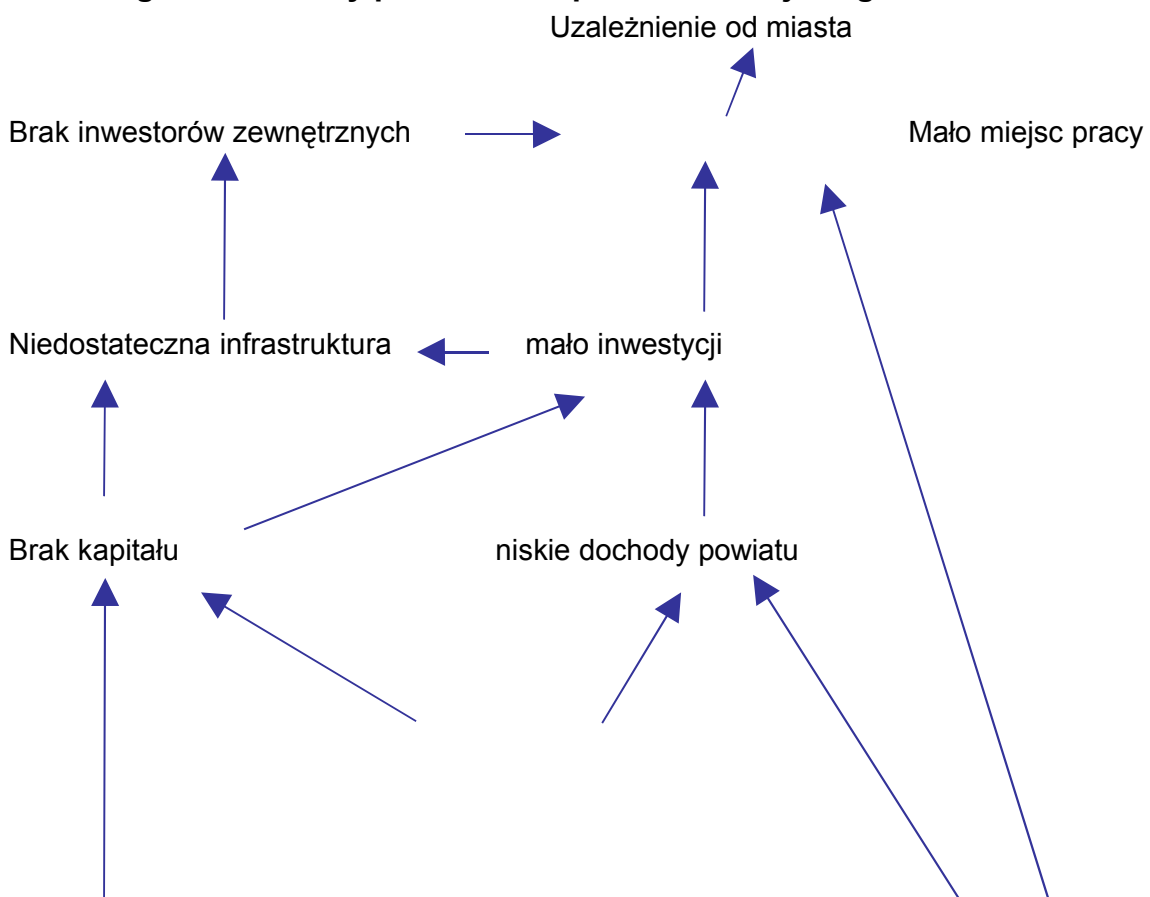 Uzależnienie od miasta
Brak inwestorów zewnętrznych
Mało miejsc pracy
Niedostateczna infrastruktura
mało inwestycji
Brak kapitału
niskie dochody powiatu